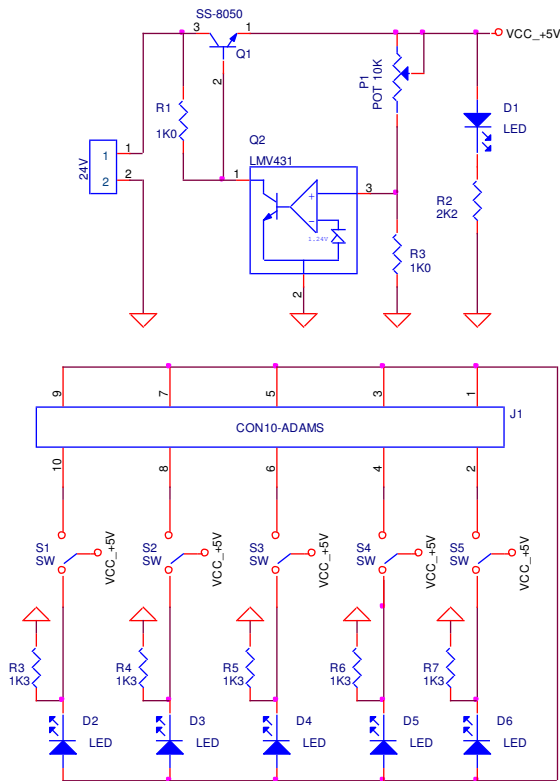 SS-8050
3
1
VCC_+5V
Q1
2
P1
POT 10K
R1
1K0
D1
LED
24V
1
1
2
2
Q2
LMV431
1
+
-
1.24V
3
R2
2K2
R3
1K0
2
9
7
5
3
1
CON10-ADAMS
J1
10
8
6
4
2
S1
SW
VCC_+5V
S2
SW
VCC_+5V
S3
SW
VCC_+5V
S4
SW
VCC_+5V
S5
SW
VCC_+5V
R3
1K3
R4
1K3
R5
1K3
R6
1K3
R7
1K3
D2
LED
D3
LED
D4
LED
D5
LED
D6
LED